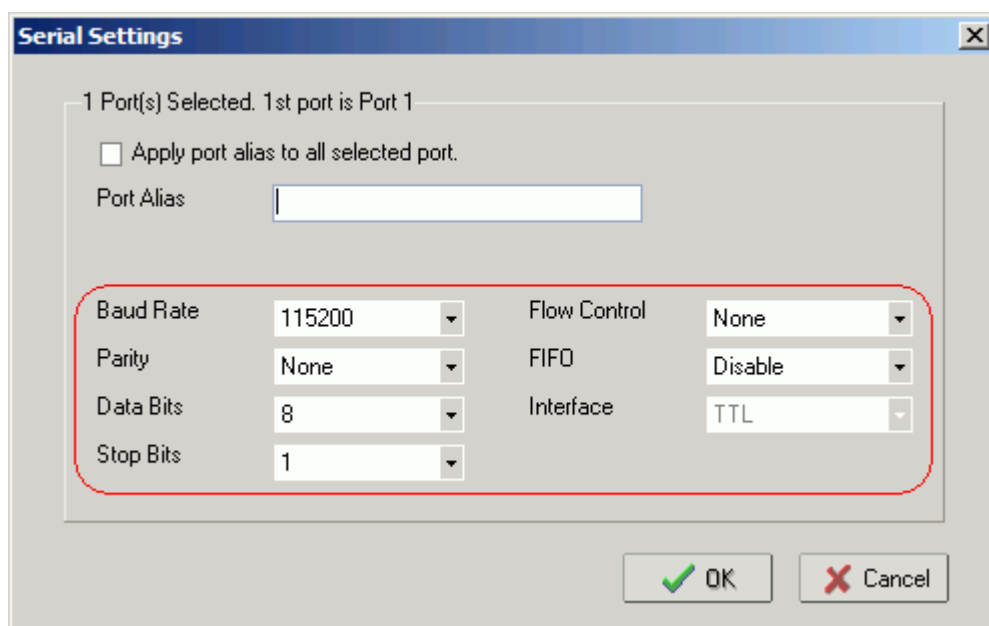 Serial Settings
1 Port(s) Selected. 1st port is Port 1
Apply port alias to all selected port.
Port Alias
Baud Rate 115200 Flow Control None
Parity None FIFO Disable
Data Bits 8 Interface TTL
Stop Bits 1
OK Cancel